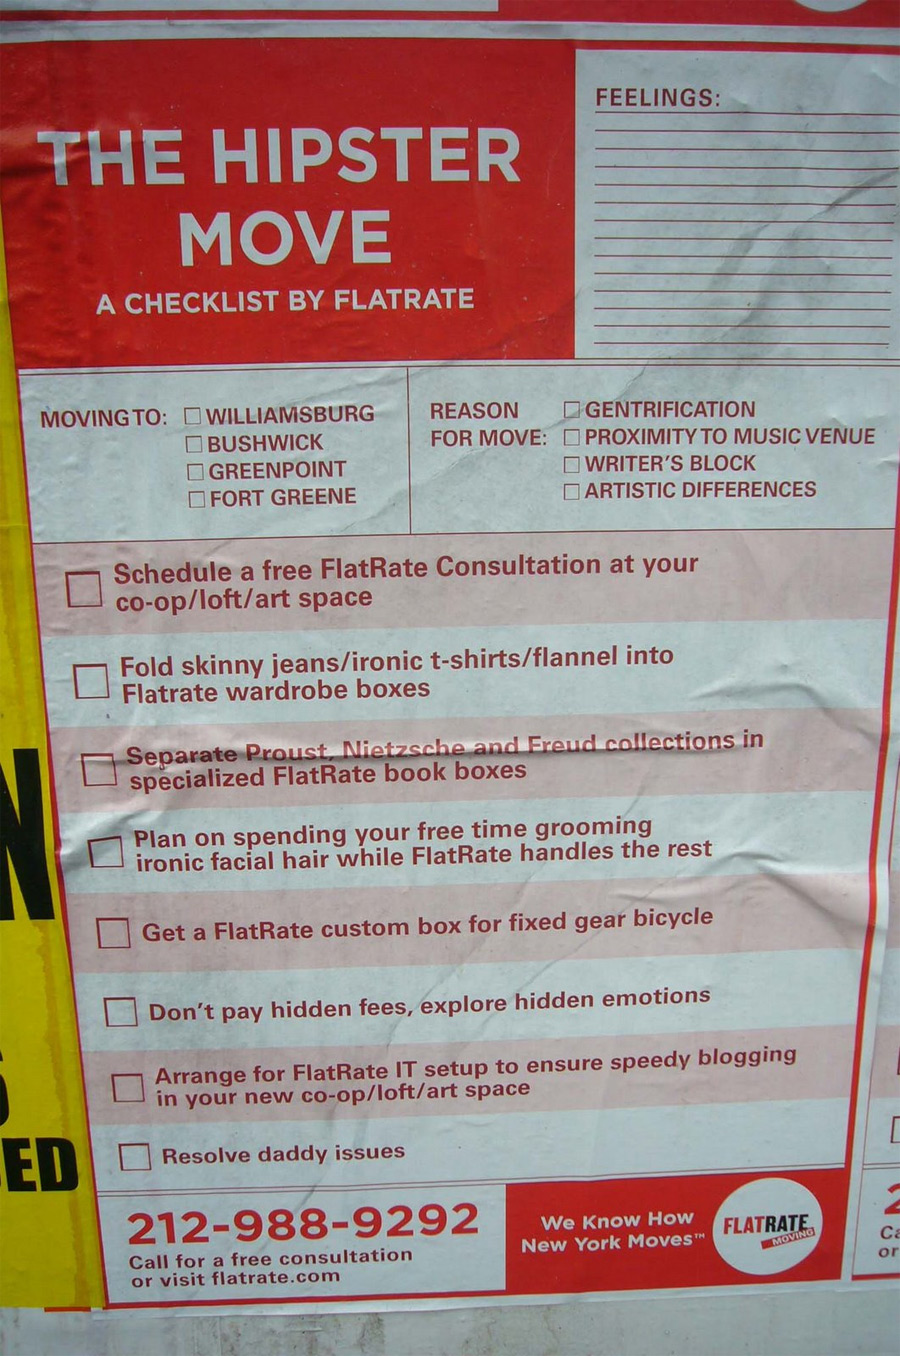 THE HIPSTER
MOVE
A CHECKLIST BY FLATRATE
FEELINGS:
MOVING TO:
WILLIAMSBURG
BUSHWICK
GREENPOINT
FORT GREENE
REASON
FOR MOVE:
GENTRIFICATION
PROXIMITY TO MUSIC VENUE
WRITER'S BLOCK
ARTISTIC DIFFERENCES
Schedule a free FlatRate Consultation at your
co-op/loft/art space
Fold skinny jeans/ironic t-shirts/flannel into
Flatrate wardrobe boxes
Separate Proust, Nietzsche and Freud collections in
specialized FlatRate book boxes
Plan on spending your free time grooming
ironic facial hair while FlatRate handles the rest
Get a FlatRate custom box for fixed gear bicycle
Don't pay hidden fees, explore hidden emotions
Arrange for FlatRate IT setup to ensure speedy blogging
in your new co-op/loft/art space
Resolve daddy issues
212-988-9292
Call for a free consultation
or visit flatrate.com
We Know How
New York Moves™
FLATRATE
MOVING
N
ED
2
Ca
or